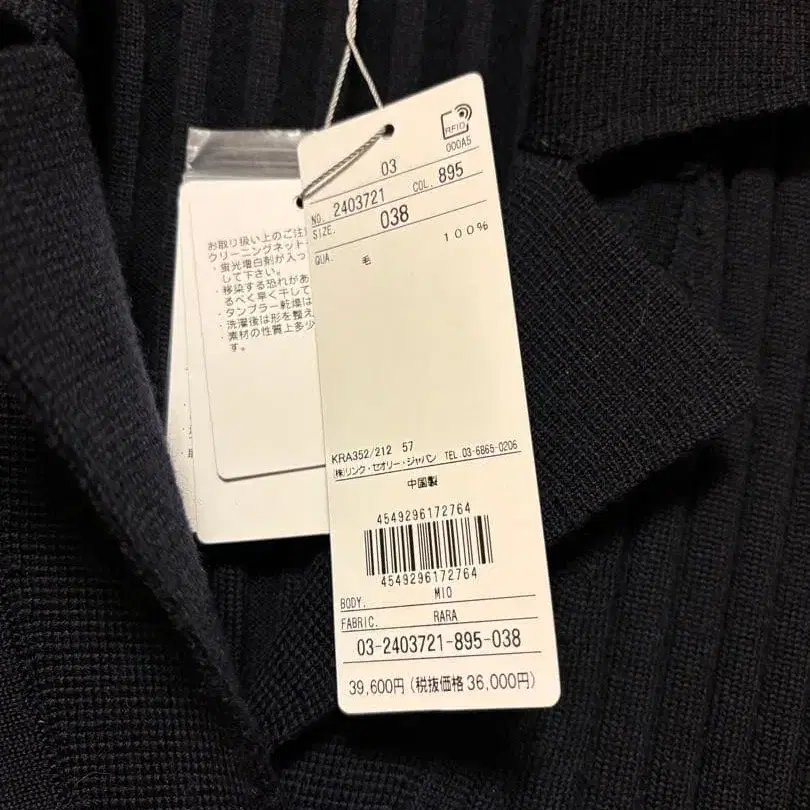 RFID
000A5
03
NO. 2403721 COL. 895
SIZE. 038
QUA. 毛 100%
KRA352/212 57
(株)リンク・セオリー・ジャパン TEL 03-6865-0206
中国製
4549296172764
4549296172764
BODY. MIO
FABRIC. RARA
03-2403721-895-038
39,600円(税抜価格36,000円)
お取り扱い上のご注
クリーニングネット
・蛍光増白剤が入っ
して下さい。
・移染する恐れがあ
るべく早く干して
・タンブラー乾燥は
・洗濯後は形を整え
・素材の性質上多少
す。